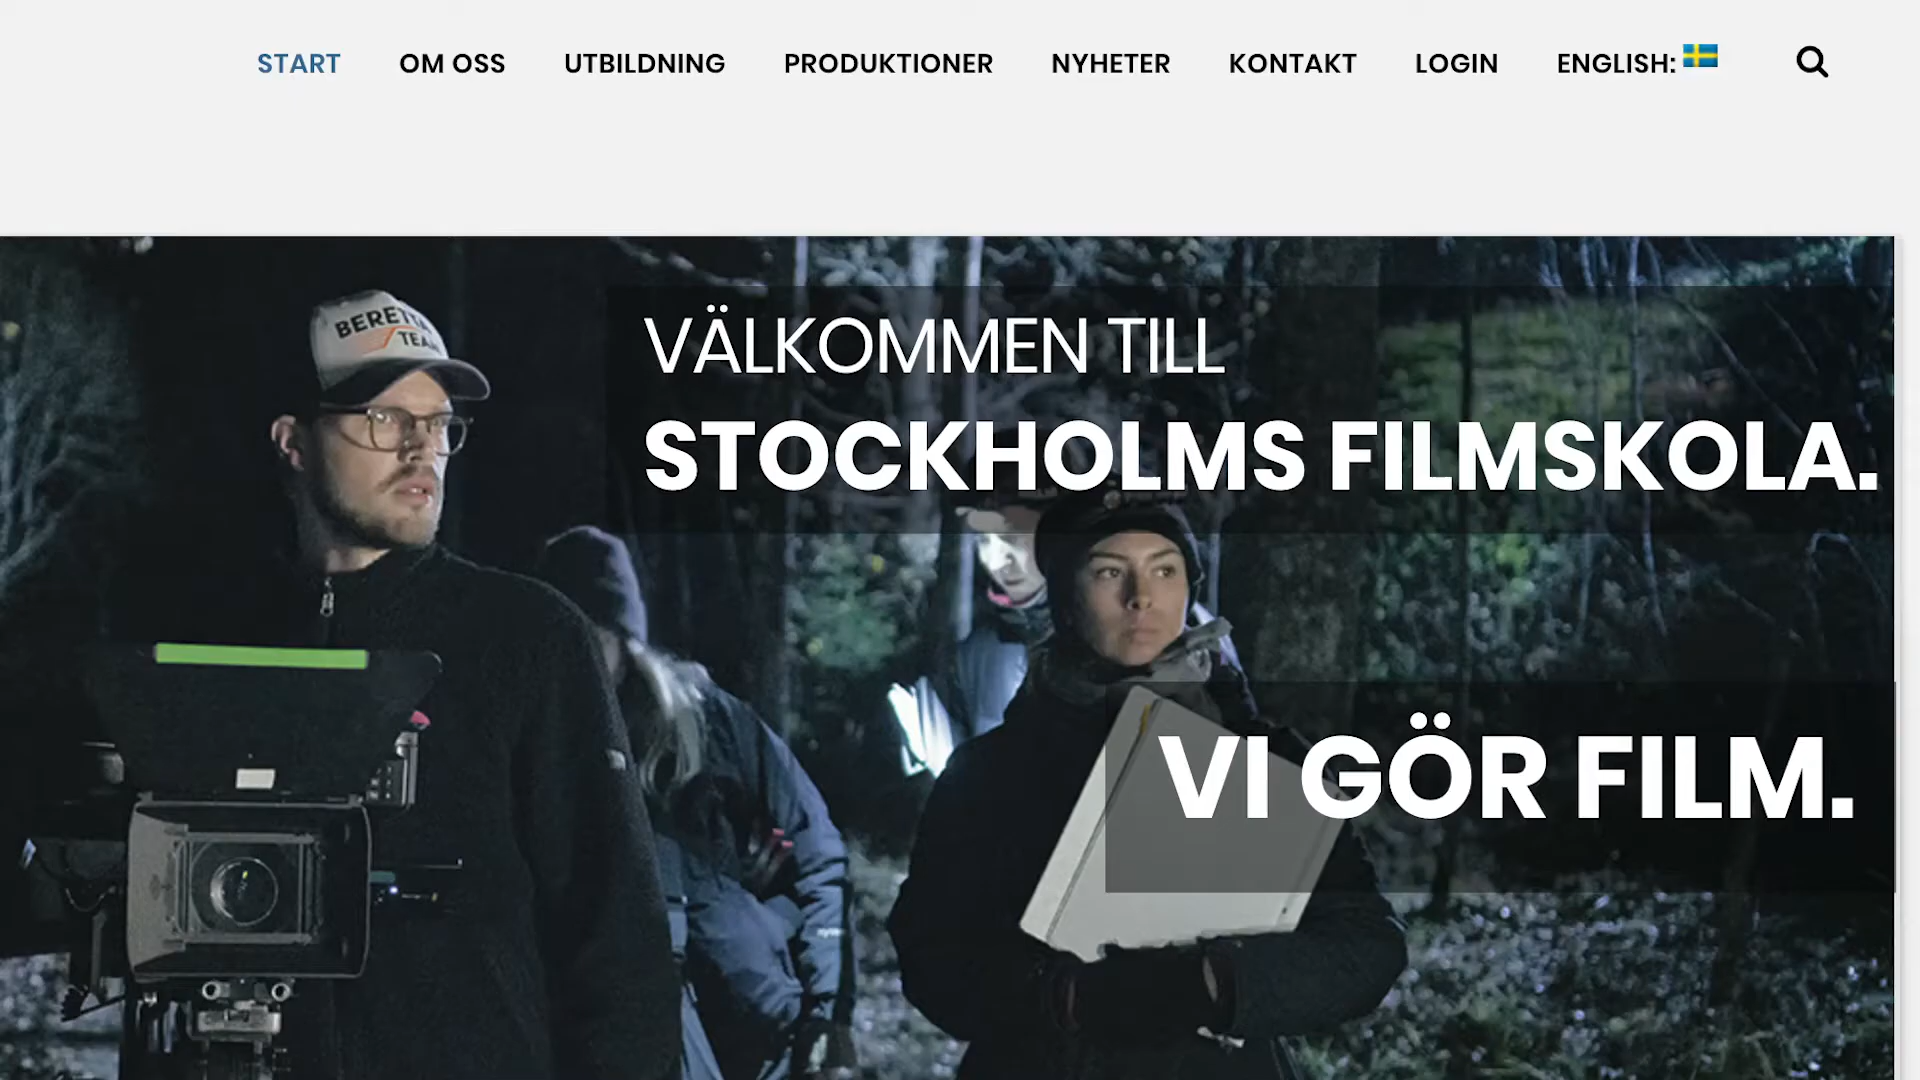 START OM OSS UTBILDNING PRODUKTIONER NYHETER KONTAKT LOGIN ENGLISH:
VÄLKOMMEN TILL
BERETTA
TEAM
STOCKHOLMS FILMSKOLA.
VI GÖR FILM.